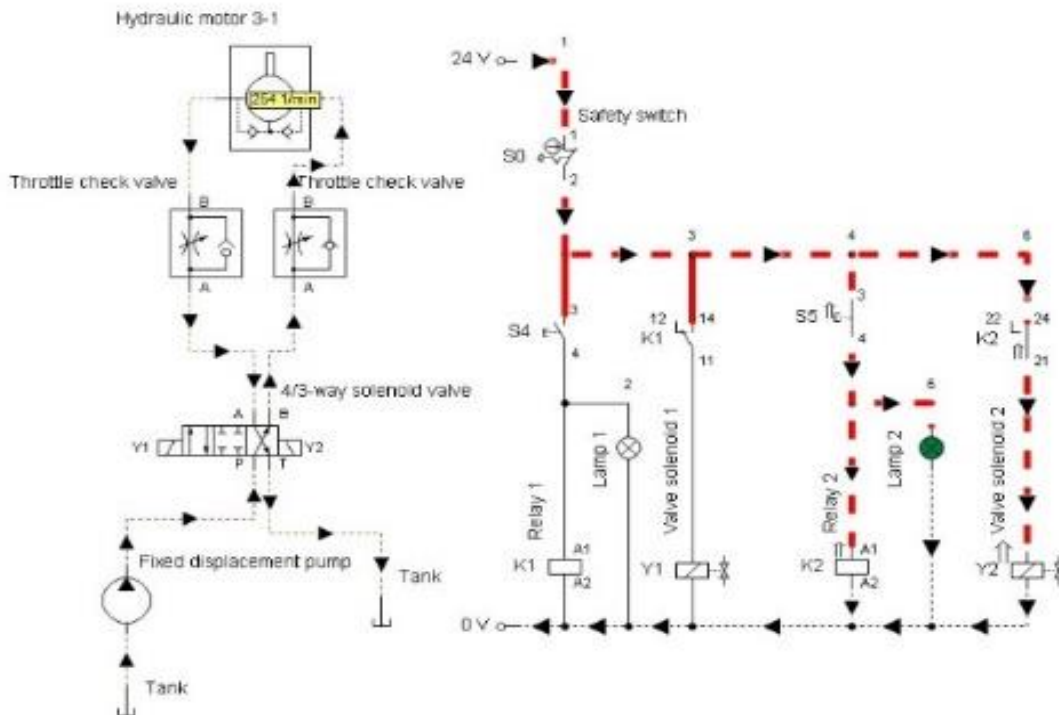 Hydraulic motor 3-1
254 1/min
Throttle check valve
Throttle check valve
B
B
A
A
4/3-way solenoid valve
A B
Y1
Y2
P T
Fixed displacement pump
Tank
Tank
24 V
1
Safety switch
1
S0
2
3
4
6
3
S4
4
12 14
K1
11
3
S5
4
22 24
K2
21
2
6
Lamp 1
Valve solenoid 1
Relay 1
Relay 2
Lamp 2
Valve solenoid 2
K1
A1
A2
Y1
K2
A1
A2
Y2
0 V